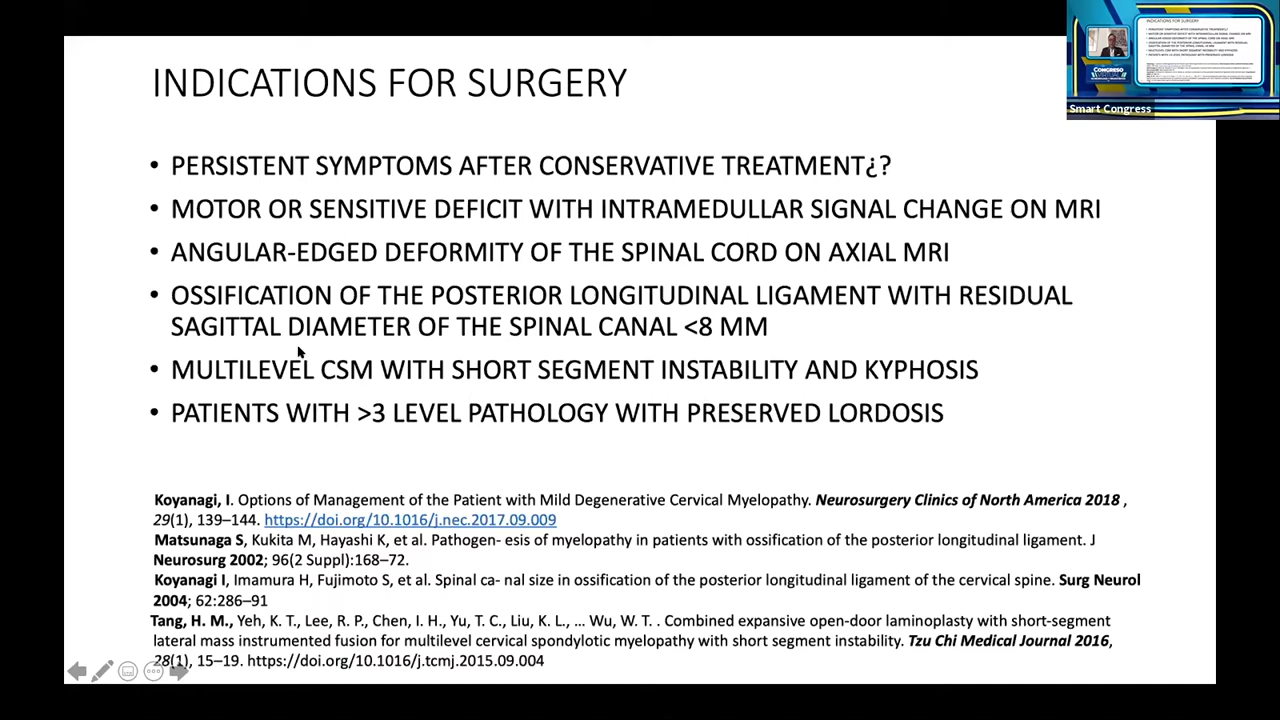 INDICATIONS FOR SURGERY
• PERSISTENT SYMPTOMS AFTER CONSERVATIVE TREATMENT¿?
• MOTOR OR SENSITIVE DEFICIT WITH INTRAMEDULLAR SIGNAL CHANGE ON MRI
• ANGULAR-EDGED DEFORMITY OF THE SPINAL CORD ON AXIAL MRI
• OSSIFICATION OF THE POSTERIOR LONGITUDINAL LIGAMENT WITH RESIDUAL
SAGITTAL DIAMETER OF THE SPINAL CANAL <8 MM
• MULTILEVEL CSM WITH SHORT SEGMENT INSTABILITY AND KYPHOSIS
• PATIENTS WITH >3 LEVEL PATHOLOGY WITH PRESERVED LORDOSIS
Koyanagi, I. Options of Management of the Patient with Mild Degenerative Cervical Myelopathy. Neurosurgery Clinics of North America 2018 ,
29(1), 139–144. https://doi.org/10.1016/j.nec.2017.09.009
Matsunaga S, Kukita M, Hayashi K, et al. Pathogen- esis of myelopathy in patients with ossification of the posterior longitudinal ligament. J
Neurosurg 2002; 96(2 Suppl):168–72.
Koyanagi I, Imamura H, Fujimoto S, et al. Spinal ca- nal size in ossification of the posterior longitudinal ligament of the cervical spine. Surg Neurol
2004; 62:286–91
Tang, H. M., Yeh, K. T., Lee, R. P., Chen, I. H., Yu, T. C., Liu, K. L., … Wu, W. T. . Combined expansive open-door laminoplasty with short-segment
lateral mass instrumented fusion for multilevel cervical spondylotic myelopathy with short segment instability. Tzu Chi Medical Journal 2016,
28(1), 15–19. https://doi.org/10.1016/j.tcmj.2015.09.004
INDICATIONS FOR SURGERY
CONGRESO
VIRTUAL
Smart Congress